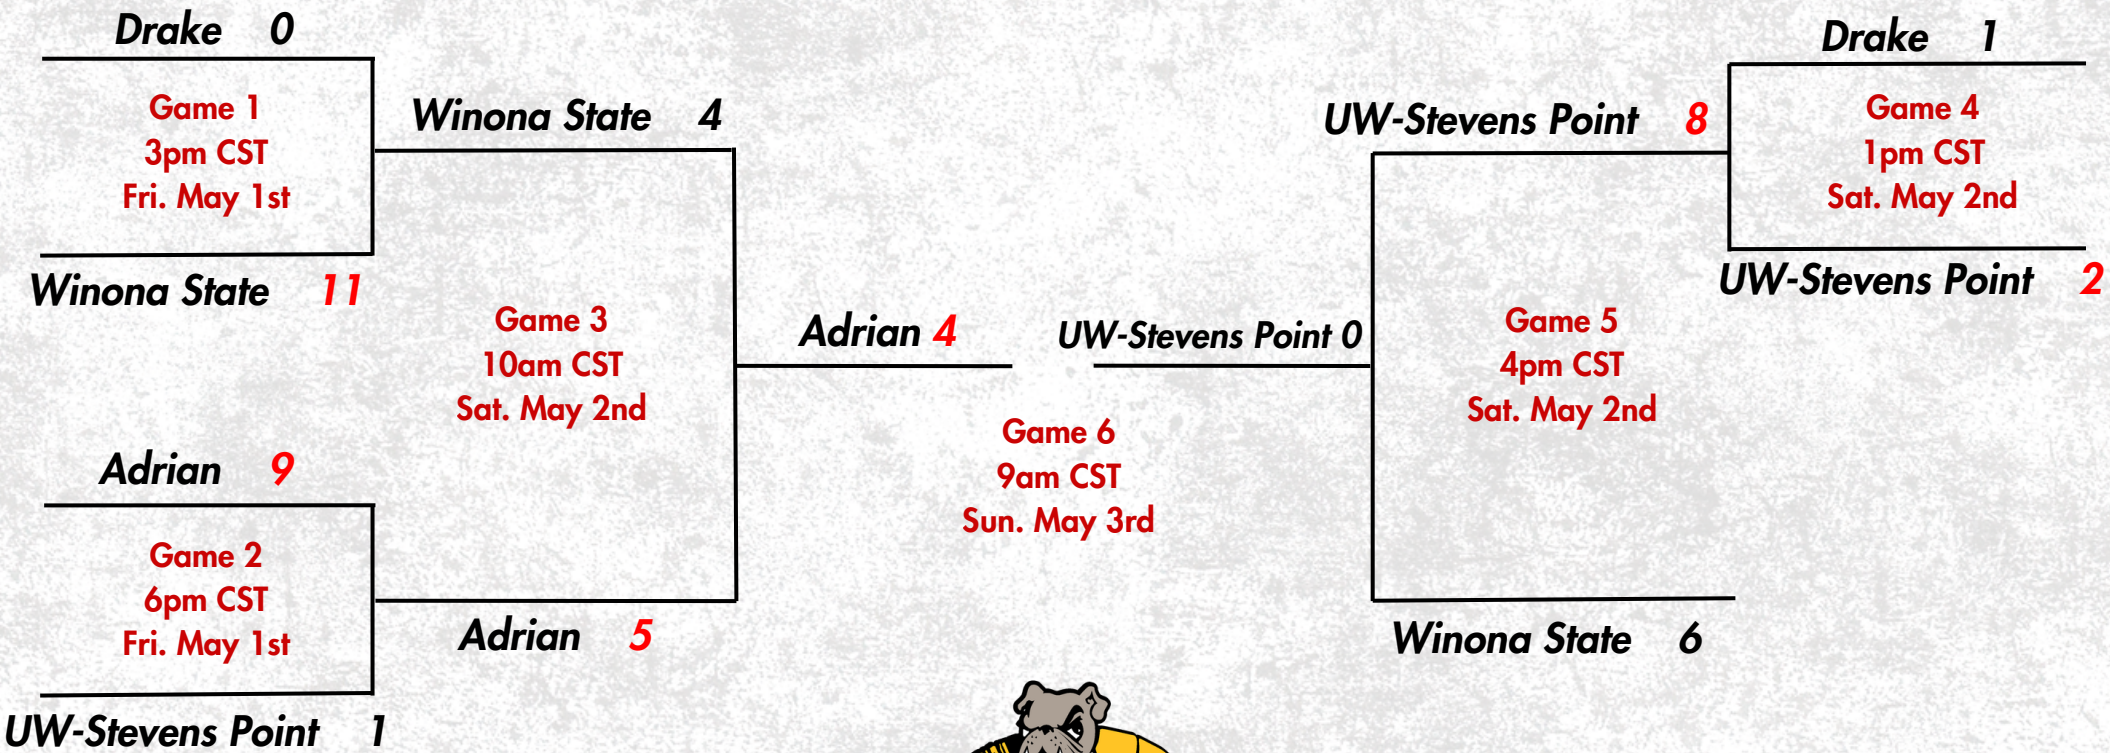 Drake 0
Game 1
3pm CST
Fri. May 1st
Winona State 11
Winona State 4
Game 3
10am CST
Sat. May 2nd
Adrian 9
Game 2
6pm CST
Fri. May 1st
UW-Stevens Point 1
Adrian 5
Adrian 4
UW-Stevens Point 0
Game 6
9am CST
Sun. May 3rd
UW-Stevens Point 8
Game 5
4pm CST
Sat. May 2nd
Winona State 6
Drake 1
Game 4
1pm CST
Sat. May 2nd
UW-Stevens Point 2